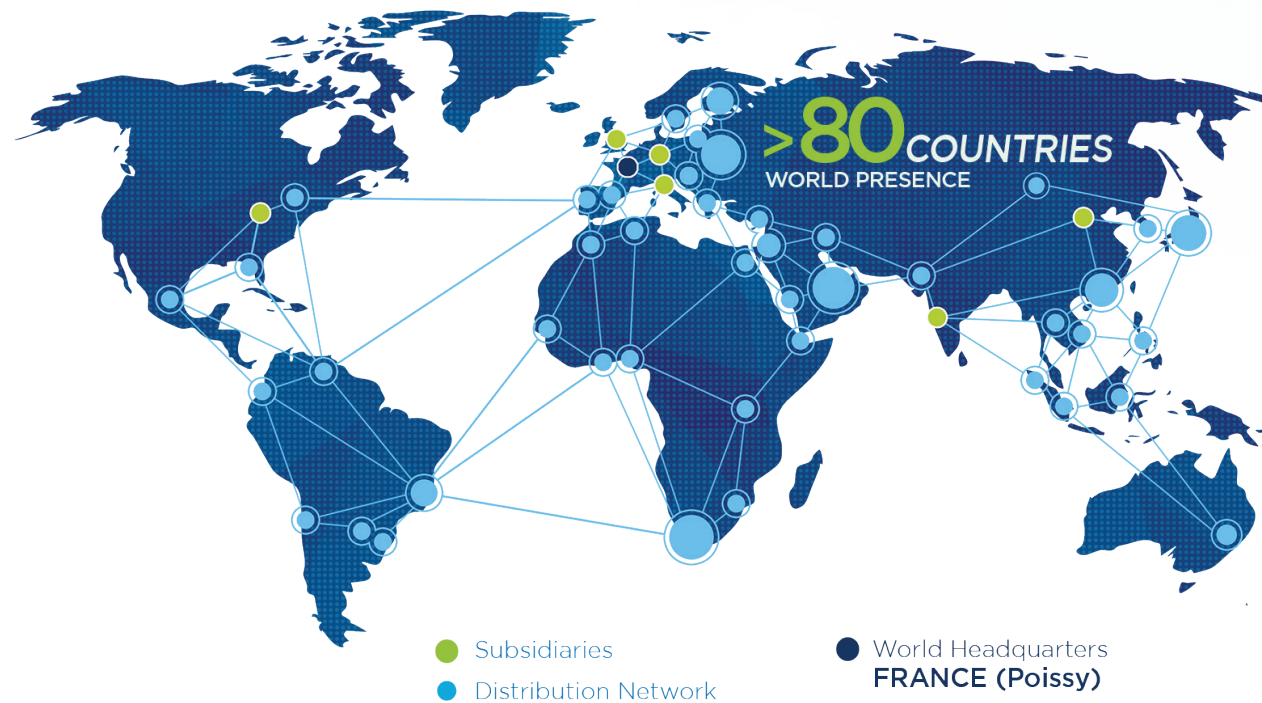 >80 COUNTRIES
WORLD PRESENCE
Subsidiaries
Distribution Network
World Headquarters
FRANCE (Poissy)